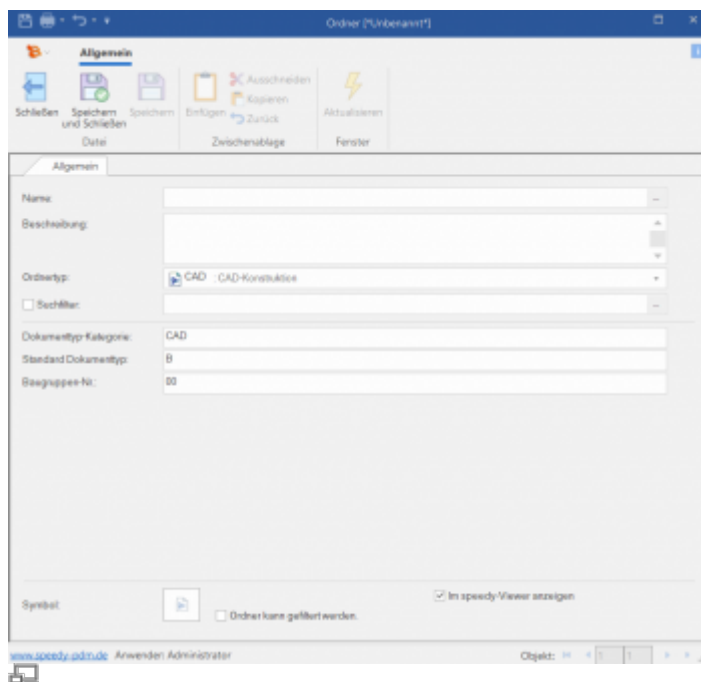 Ordner [*Unbenannt*]
Allgemein
Schließen
Speichern und Schließen
Speichern
Einfügen
Ausschneiden
Kopieren
Zurück
Aktualisieren
Datei
Zwischenablage
Fenster
Allgemein
Name:
Beschreibung:
Ordnertyp: CAD : CAD-Konstruktion
Suchfilter:
Dokumenttyp-Kategorie: CAD
Standard Dokumenttyp: B
Baugruppen-Nr.: 00
Symbol:
Im speedy-Viewer anzeigen
Ordner kann gefiltert werden.
www.speedy-pdm.de Anwender: Administrator Objekt: 1 1